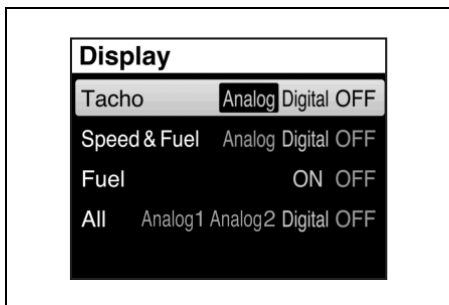 Display
Tacho Analog Digital OFF
Speed & Fuel Analog Digital OFF
Fuel ON OFF
All Analog1 Analog2 Digital OFF